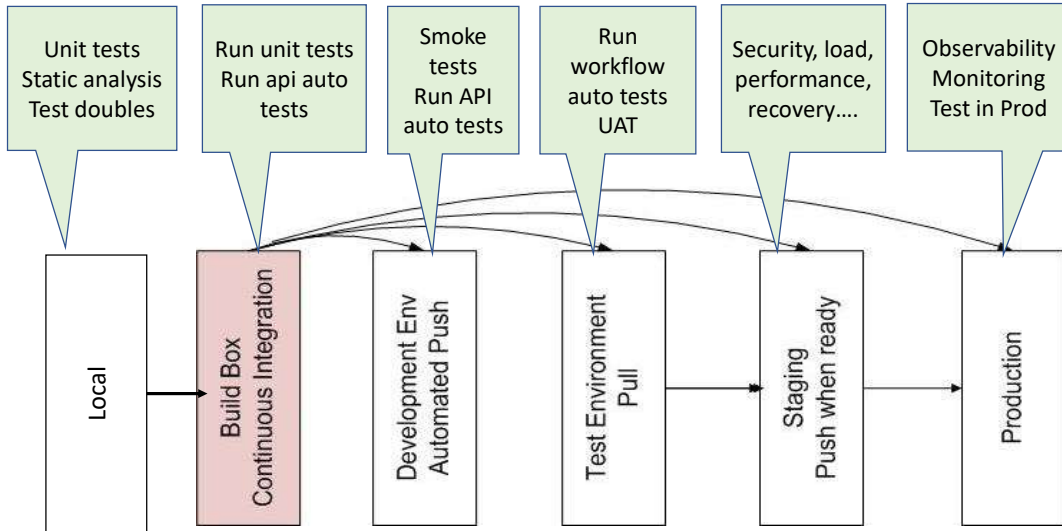 Unit tests
Static analysis
Test doubles
Run unit tests
Run api auto
tests
Smoke
tests
Run API
auto tests
Run
workflow
auto tests
UAT
Security, load,
performance,
recovery....
Observability
Monitoring
Test in Prod
Local
Build Box
Continuous Integration
Development Env
Automated Push
Test Environment
Pull
Staging
Push when ready
Production